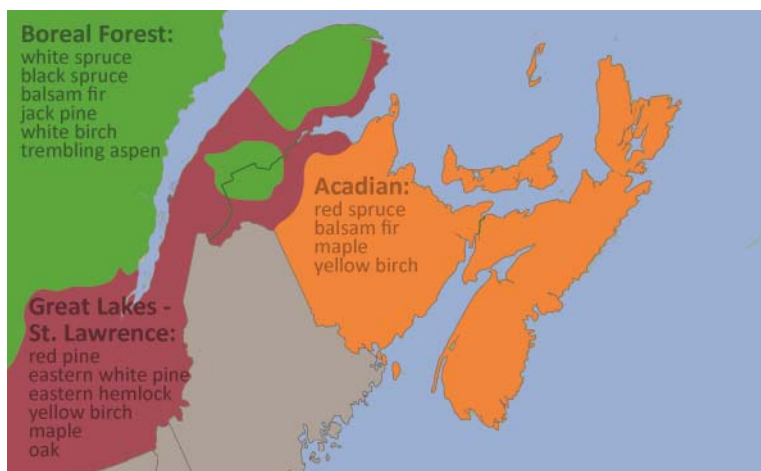 Boreal Forest:
white spruce
black spruce
balsam fir
jack pine
white birch
trembling aspen
Acadian:
red spruce
balsam fir
maple
yellow birch
Great Lakes -
St. Lawrence:
red pine
eastern white pine
eastern hemlock
yellow birch
maple
oak